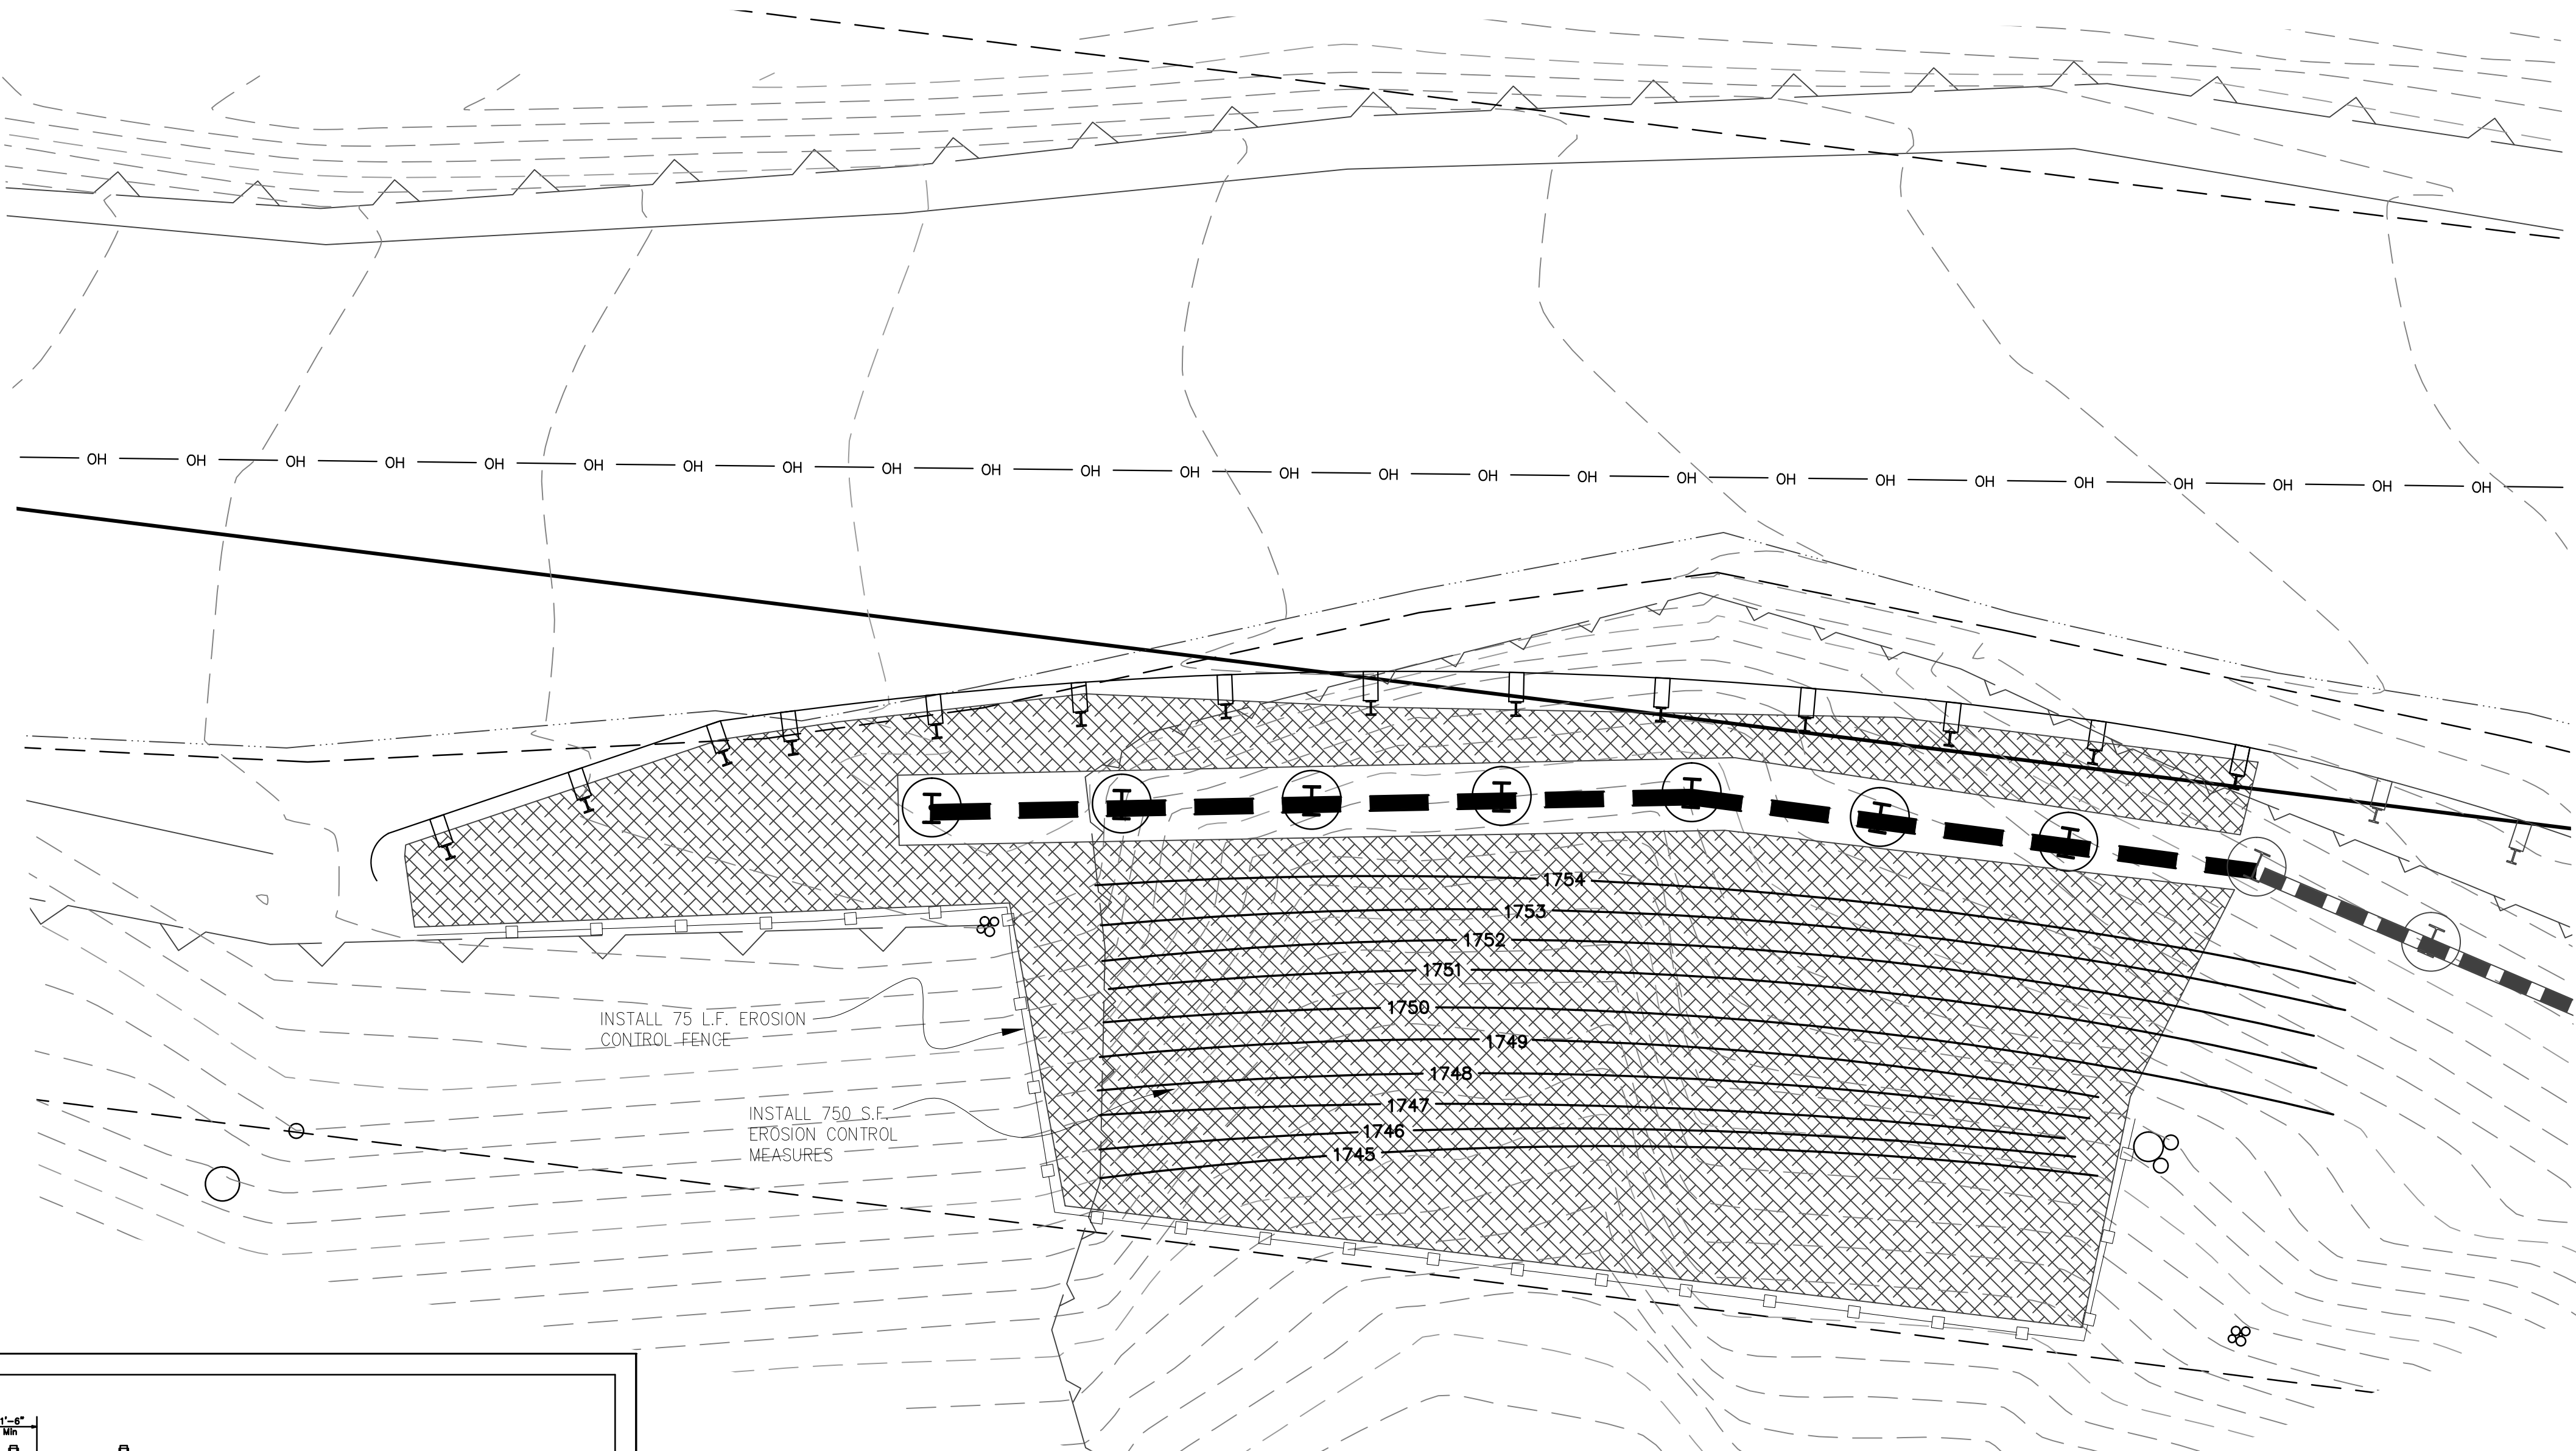 OH OH OH OH OH OH OH OH OH OH OH OH OH OH OH OH OH OH OH OH OH OH OH OH OH
1754
1753
1752
1751
1750
1749
1748
1747
1746
1745
INSTALL 75 L.F. EROSION
CONTROL FENCE
INSTALL 750 S.F.
EROSION CONTROL
MEASURES
1'-6"
Min